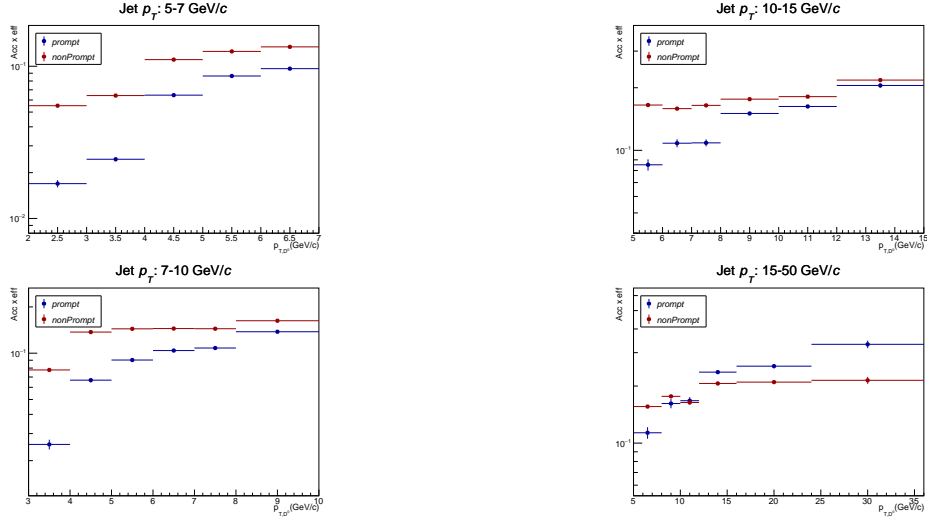 Jet p_T: 5-7 GeV/c
Acc x eff
prompt
nonPrompt
10^-1
10^-2
2 2.5 3 3.5 4 4.5 5 5.5 6 6.5 7
p_T,D^0 (GeV/c)
Jet p_T: 10-15 GeV/c
Acc x eff
prompt
nonPrompt
10^-1
5 6 7 8 9 10 11 12 13 14 15
p_T,D^0 (GeV/c)
Jet p_T: 7-10 GeV/c
Acc x eff
prompt
nonPrompt
10^-1
3 4 5 6 7 8 9 10
p_T,D^0 (GeV/c)
Jet p_T: 15-50 GeV/c
Acc x eff
prompt
nonPrompt
10^-1
5 10 15 20 25 30 35
p_T,D^0 (GeV/c)